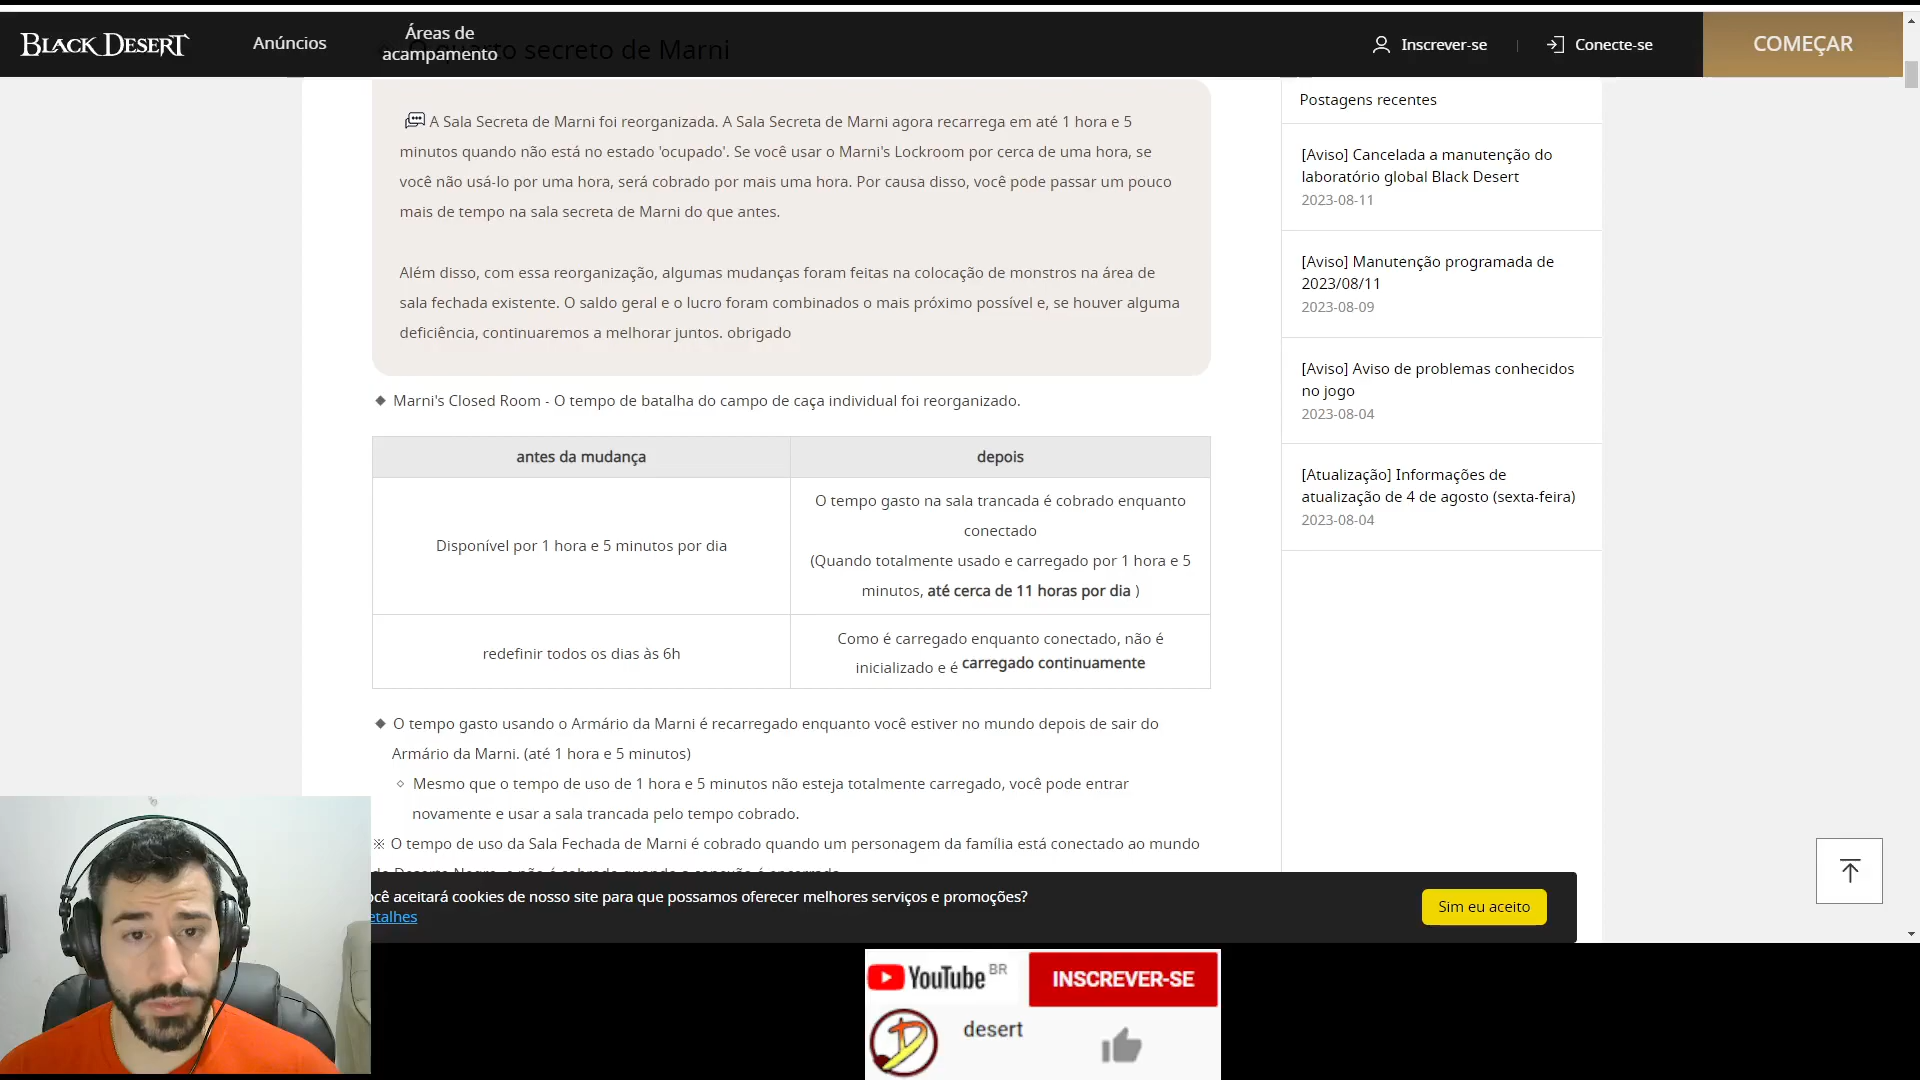 BLACK DESERT
Anúncios
Áreas de
acampamento
O quarto secreto de Marni
Inscrever-se
Conecte-se
COMEÇAR
A Sala Secreta de Marni foi reorganizada. A Sala Secreta de Marni agora recarrega em até 1 hora e 5
minutos quando não está no estado 'ocupado'. Se você usar o Marni's Lockroom por cerca de uma hora, se
você não usá-lo por uma hora, será cobrado por mais uma hora. Por causa disso, você pode passar um pouco
mais de tempo na sala secreta de Marni do que antes.
Além disso, com essa reorganização, algumas mudanças foram feitas na colocação de monstros na área de
sala fechada existente. O saldo geral e o lucro foram combinados o mais próximo possível e, se houver alguma
deficiência, continuaremos a melhorar juntos. obrigado
◆ Marni's Closed Room - O tempo de batalha do campo de caça individual foi reorganizado.
antes da mudança
depois
Disponível por 1 hora e 5 minutos por dia
O tempo gasto na sala trancada é cobrado enquanto
conectado
(Quando totalmente usado e carregado por 1 hora e 5
minutos, até cerca de 11 horas por dia )
redefinir todos os dias às 6h
Como é carregado enquanto conectado, não é
inicializado e é carregado continuamente
◆ O tempo gasto usando o Armário da Marni é recarregado enquanto você estiver no mundo depois de sair do
Armário da Marni. (até 1 hora e 5 minutos)
◇ Mesmo que o tempo de uso de 1 hora e 5 minutos não esteja totalmente carregado, você pode entrar
novamente e usar a sala trancada pelo tempo cobrado.
※ O tempo de uso da Sala Fechada de Marni é cobrado quando um personagem da família está conectado ao mundo
Postagens recentes
[Aviso] Cancelada a manutenção do
laboratório global Black Desert
2023-08-11
[Aviso] Manutenção programada de
2023/08/11
2023-08-09
[Aviso] Aviso de problemas conhecidos
no jogo
2023-08-04
[Atualização] Informações de
atualização de 4 de agosto (sexta-feira)
2023-08-04
ocê aceitará cookies de nosso site para que possamos oferecer melhores serviços e promoções?
etalhes
Sim eu aceito
YouTube BR
INSCREVER-SE
desert